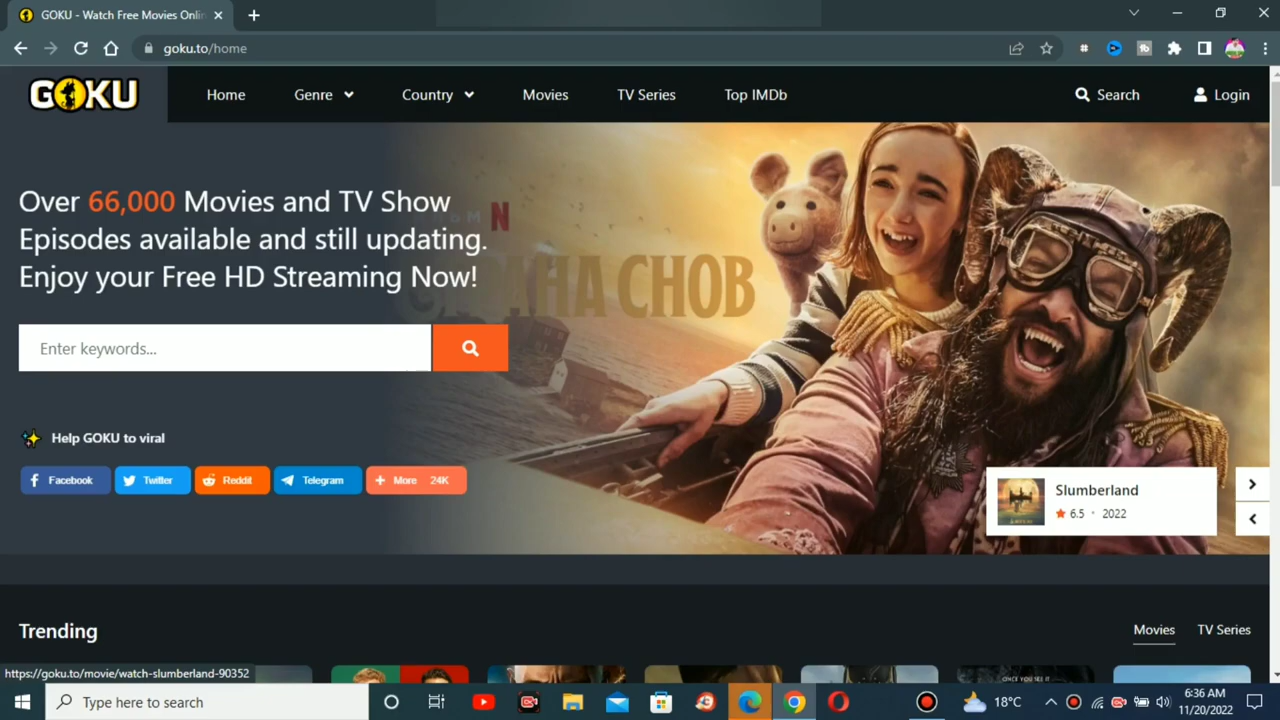 GOKU - Watch Free Movies Onlin
goku.to/home
GOKU
Home
Genre
Country
Movies
TV Series
Top IMDb
Search
Login
Over 66,000 Movies and TV Show
Episodes available and still updating.
Enjoy your Free HD Streaming Now!
N
CHOB
Enter keywords...
Help GOKU to viral
Facebook
Twitter
Reddit
Telegram
More 24K
Slumberland
6.5 • 2022
Trending
Movies
TV Series
https://goku.to/movie/watch-slumberland-90352
Type here to search
18°C
6:36 AM
11/20/2022